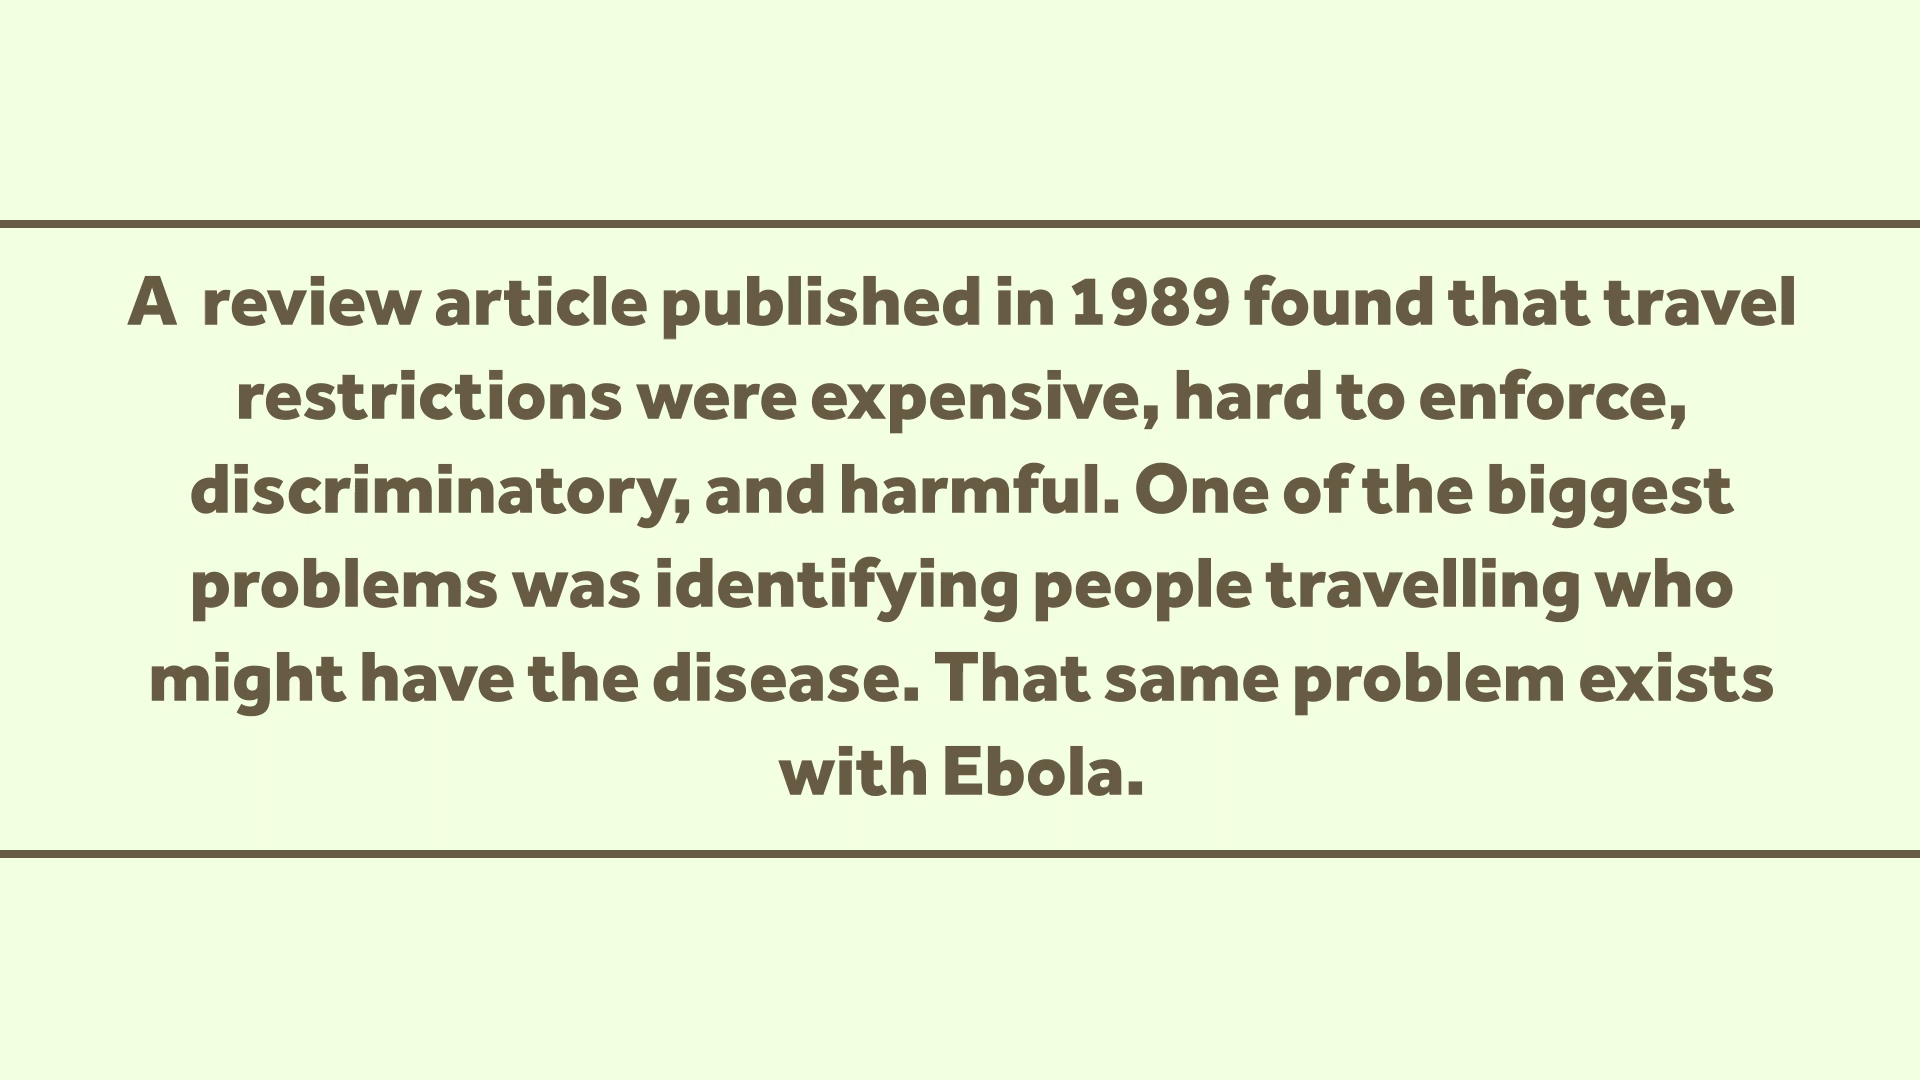 A  review article published in 1989 found that travel
restrictions were expensive, hard to enforce,
discriminatory, and harmful. One of the biggest
problems was identifying people travelling who
might have the disease. That same problem exists
with Ebola.